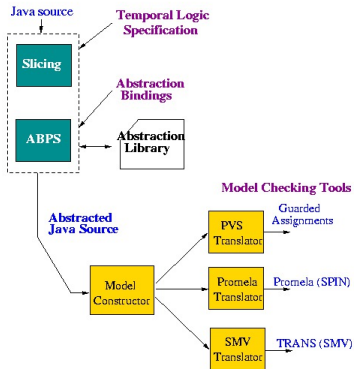 Java source
Temporal Logic
Specification
Slicing
Abstraction
Bindings
ABPS
Abstraction
Library
Model Checking Tools
Abstracted
Java Source
PVS
Translator
Guarded
Assignments
Model
Constructor
Promela
Translator
Promela (SPIN)
SMV
Translator
TRANS (SMV)